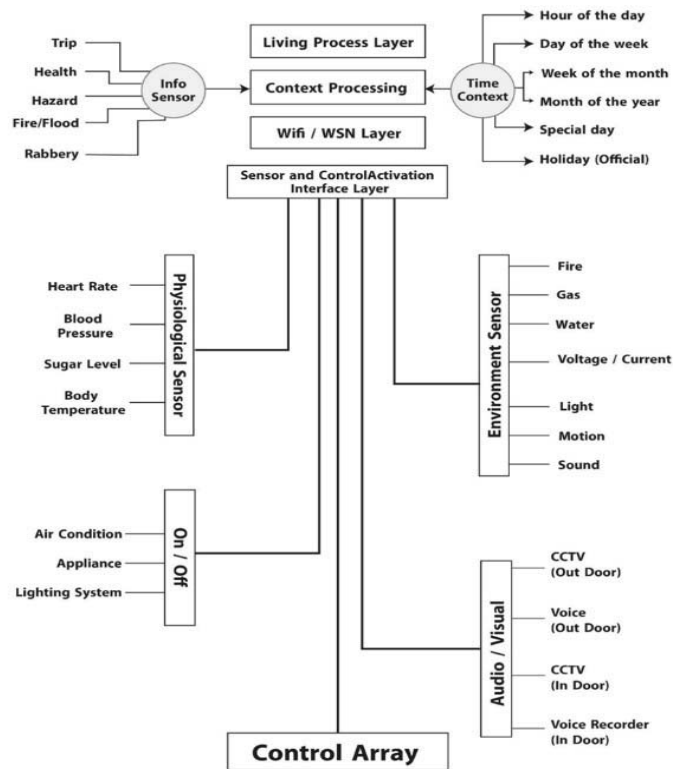 Trip
Health
Hazard
Fire/Flood
Rabbery
Info
Sensor
Living Process Layer
Context Processing
Wifi / WSN Layer
Sensor and ControlActivation
Interface Layer
Time
Context
Hour of the day
Day of the week
Week of the month
Month of the year
Special day
Holiday (Official)
Heart Rate
Blood
Pressure
Sugar Level
Body
Temperature
Physiological Sensor
Environment Sensor
Fire
Gas
Water
Voltage / Current
Light
Motion
Sound
Air Condition
Appliance
Lighting System
On / Off
Audio / Visual
CCTV
(Out Door)
Voice
(Out Door)
CCTV
(In Door)
Voice Recorder
(In Door)
Control Array